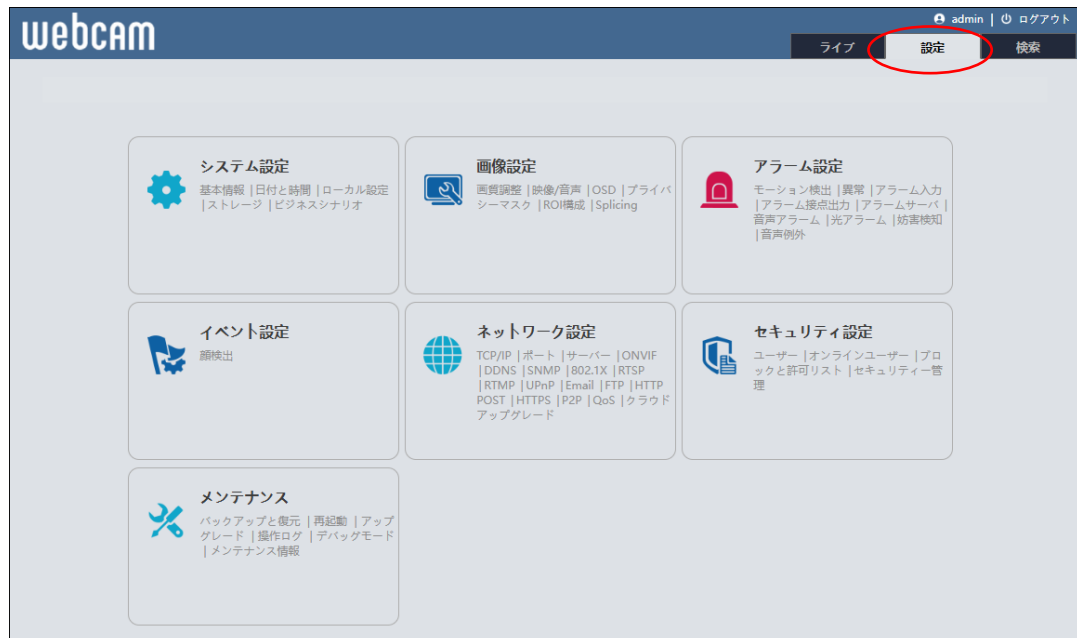 webcam
admin | ログアウト
ライブ 設定 検索
システム設定
基本情報 |日付と時間 |ローカル設定
|ストレージ |ビジネスシナリオ
画像設定
画質調整 |映像/音声 |OSD |プライバ
シーマスク |ROI構成 |Splicing
アラーム設定
モーション検出 |異常 |アラーム入力
|アラーム接点出力 |アラームサーバ |
音声アラーム |光アラーム |妨害検知
|音声例外
イベント設定
顔検出
ネットワーク設定
TCP/IP |ポート |サーバー |ONVIF
|DDNS |SNMP |802.1X |RTSP
|RTMP |UPnP |Email |FTP |HTTP
POST |HTTPS |P2P |QoS |クラウド
アップグレード
セキュリティ設定
ユーザー |オンラインユーザー |ブロ
ックと許可リスト |セキュリティー管
理
メンテナンス
バックアップと復元 |再起動 |アップ
グレード |操作ログ |デバッグモード
|メンテナンス情報